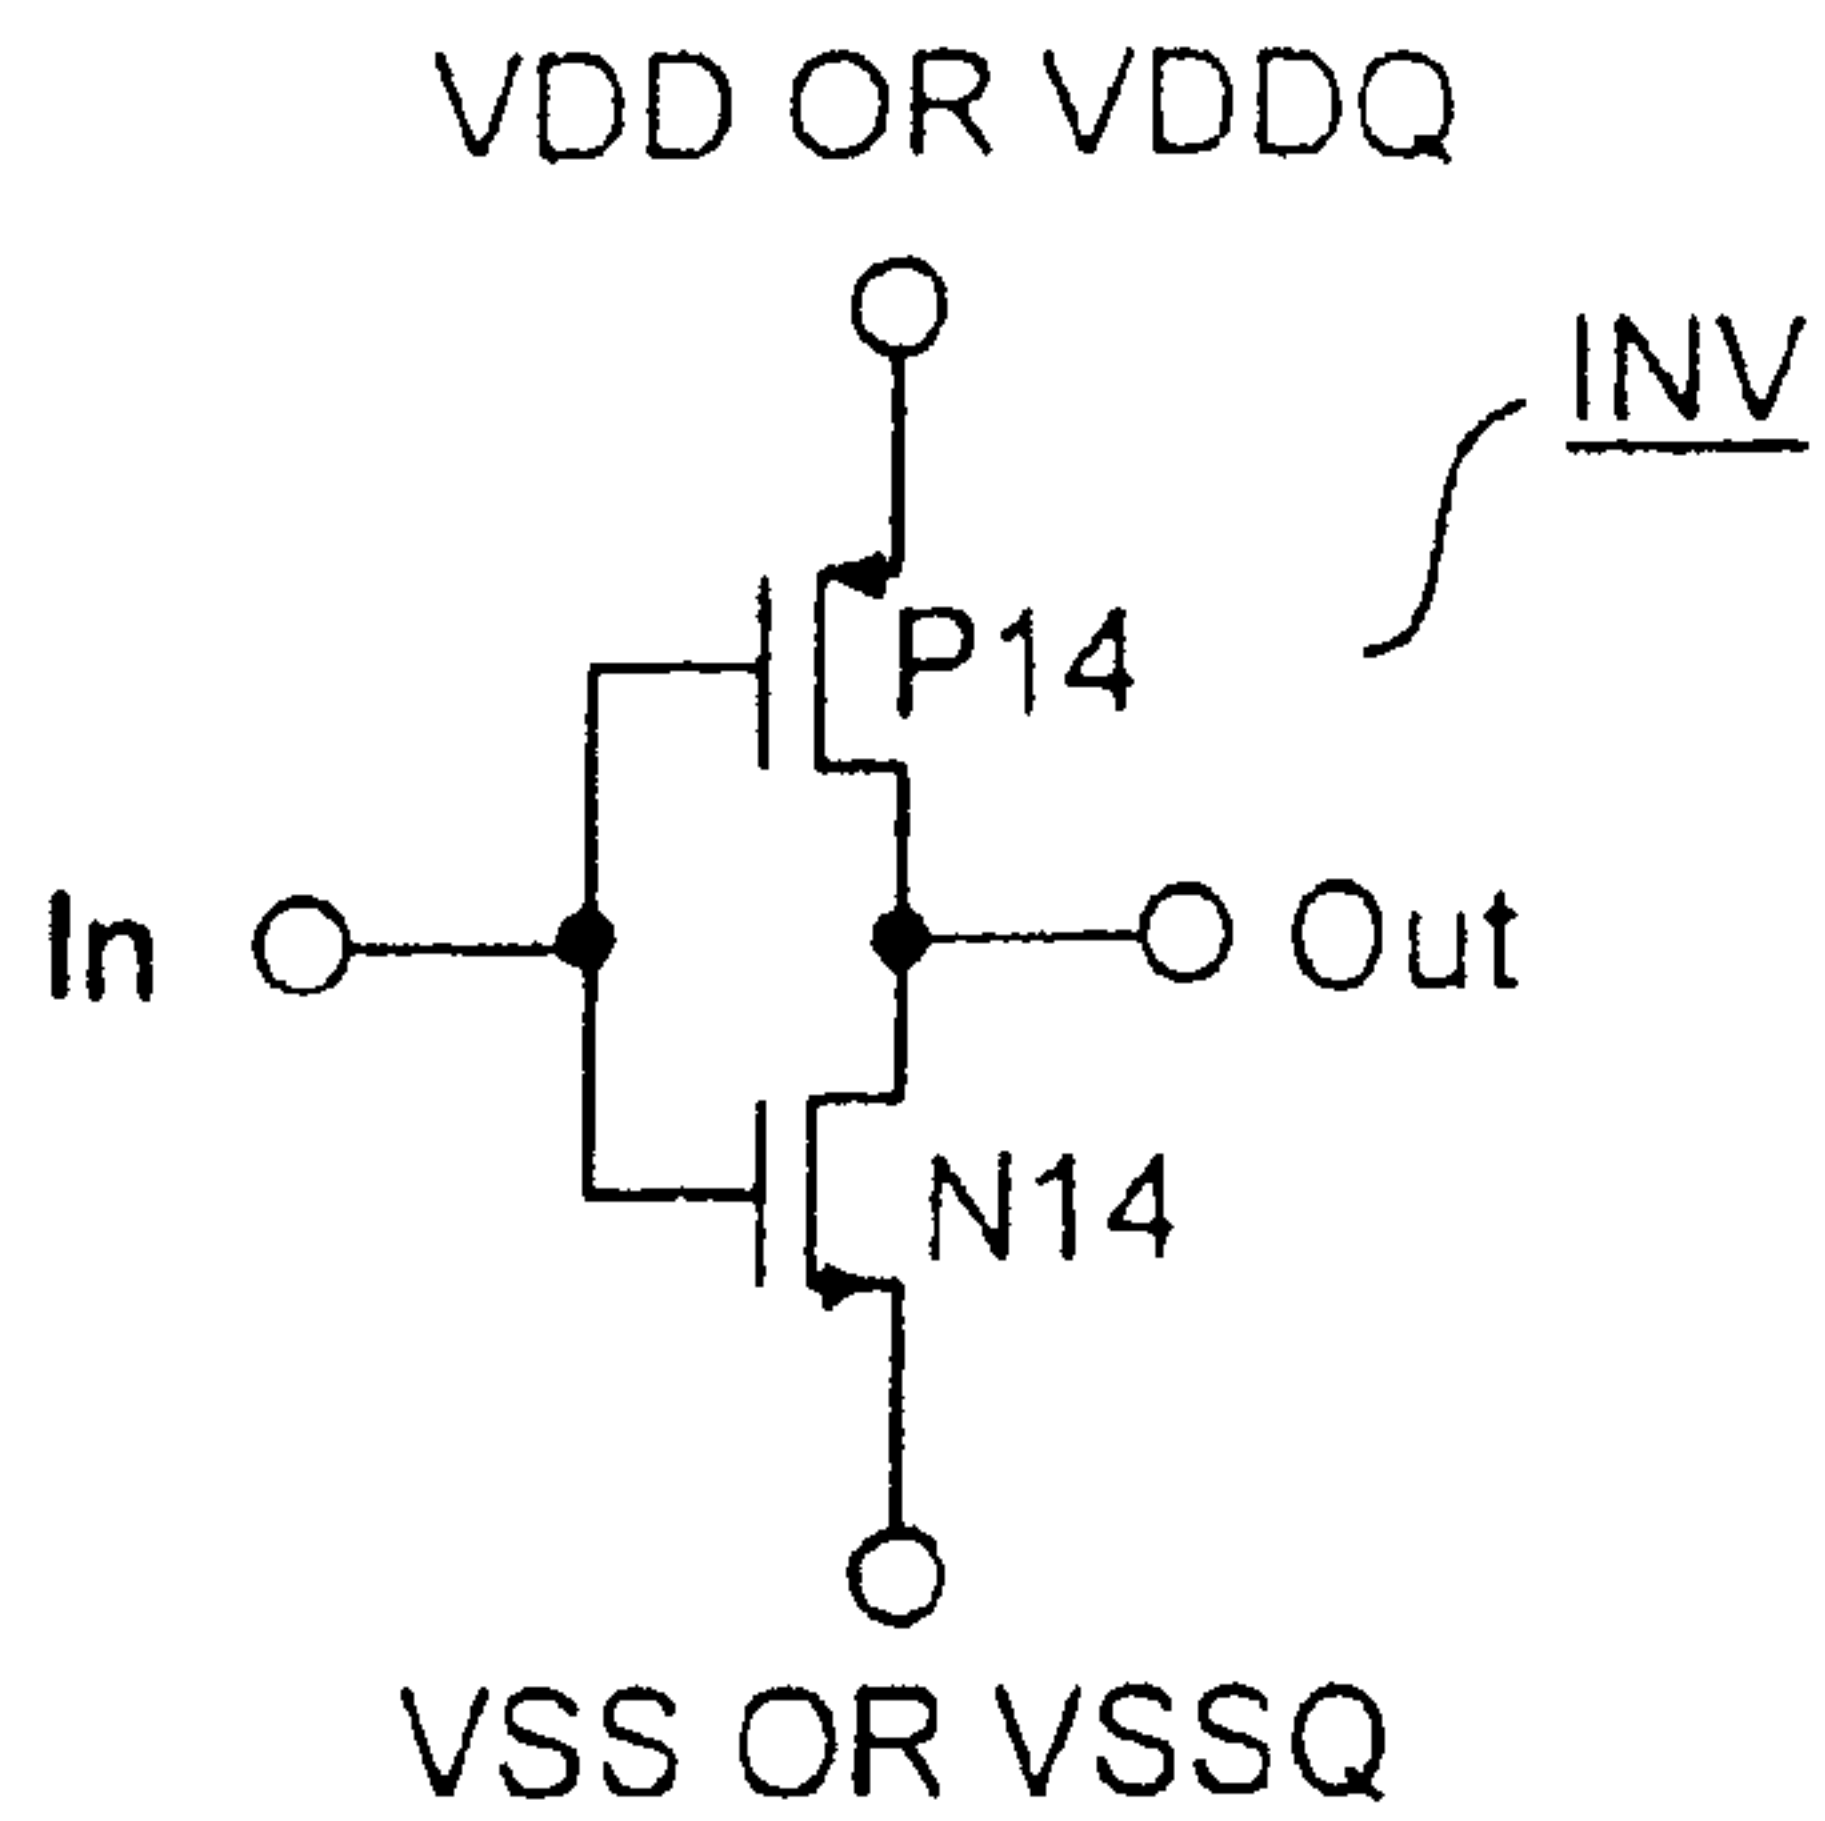 VDD OR VDDQ
INV
P14
In
Out
N14
VSS OR VSSQ